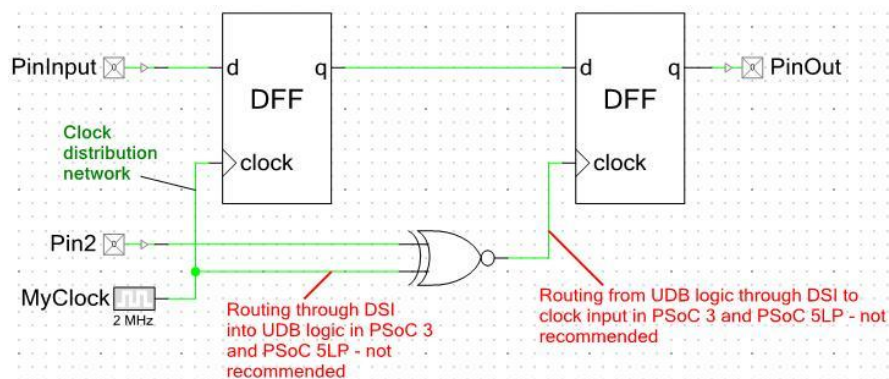 PinInput
d
q
DFF
clock
d
q
DFF
clock
PinOut
Clock
distribution
network
Pin2
MyClock
2 MHz
Routing through DSI
into UDB logic in PSoC 3
and PSoC 5LP - not
recommended
Routing from UDB logic through DSI to
clock input in PSoC 3 and PSoC 5LP - not
recommended